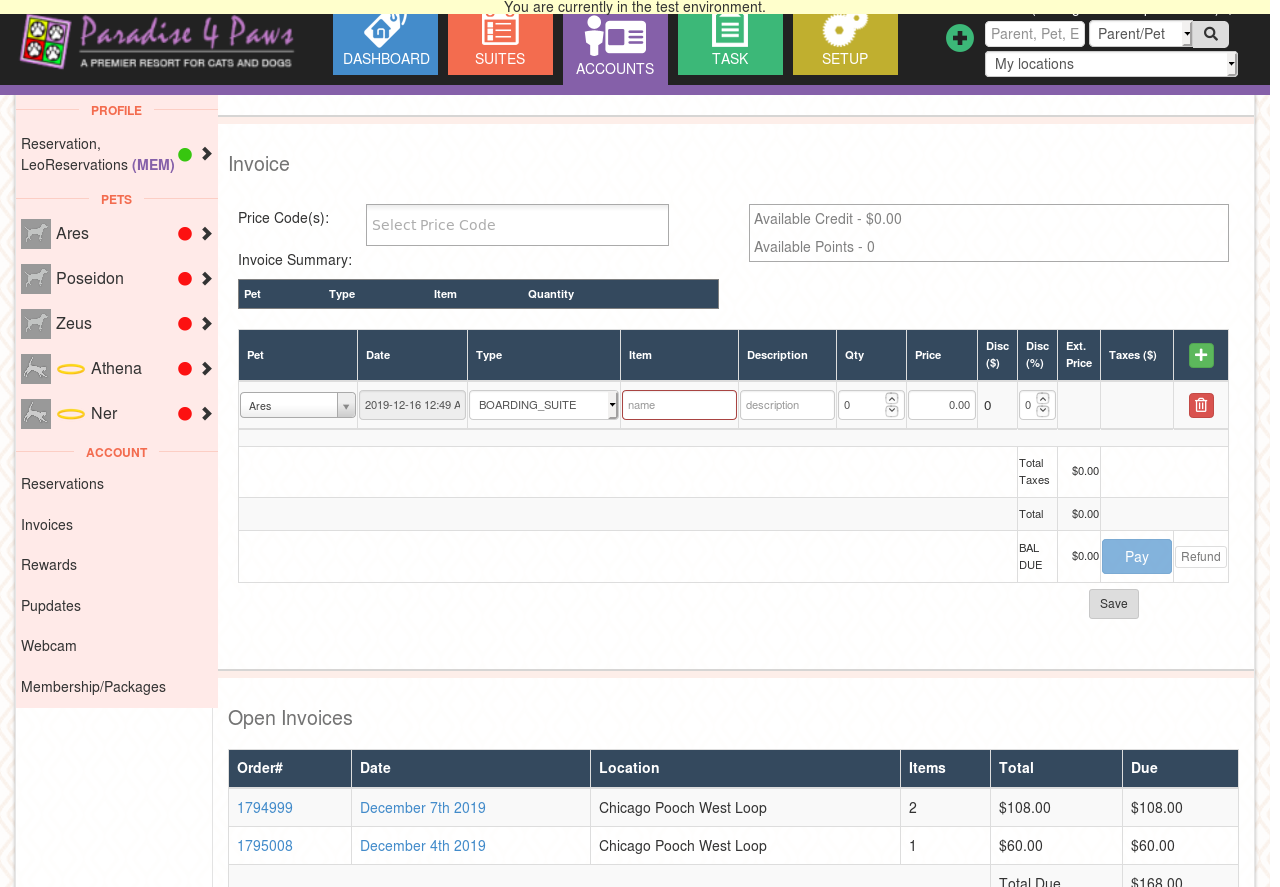 You are currently in the test environment.
Paradise 4 Paws
A PREMIER RESORT FOR CATS AND DOGS
DASHBOARD
SUITES
ACCOUNTS
TASK
SETUP
Parent, Pet, E
Parent/Pet
My locations
PROFILE
Reservation,
LeoReservations (MEM)
PETS
Ares
Poseidon
Zeus
Athena
Ner
ACCOUNT
Reservations
Invoices
Rewards
Pupdates
Webcam
Membership/Packages
Invoice
Price Code(s):
Select Price Code
Available Credit - $0.00
Available Points - 0
Invoice Summary:
Pet Type Item Quantity
Pet Date Type Item Description Qty Price Disc ($) Disc (%) Ext. Price Taxes ($)
Ares 2019-12-16 12:49 A BOARDING_SUITE name description 0 0.00 0 0
Total Taxes $0.00
Total $0.00
BAL DUE $0.00 Pay Refund
Save
Open Invoices
Order# Date Location Items Total Due
1794999 December 7th 2019 Chicago Pooch West Loop 2 $108.00 $108.00
1795008 December 4th 2019 Chicago Pooch West Loop 1 $60.00 $60.00
Total Due $168.00